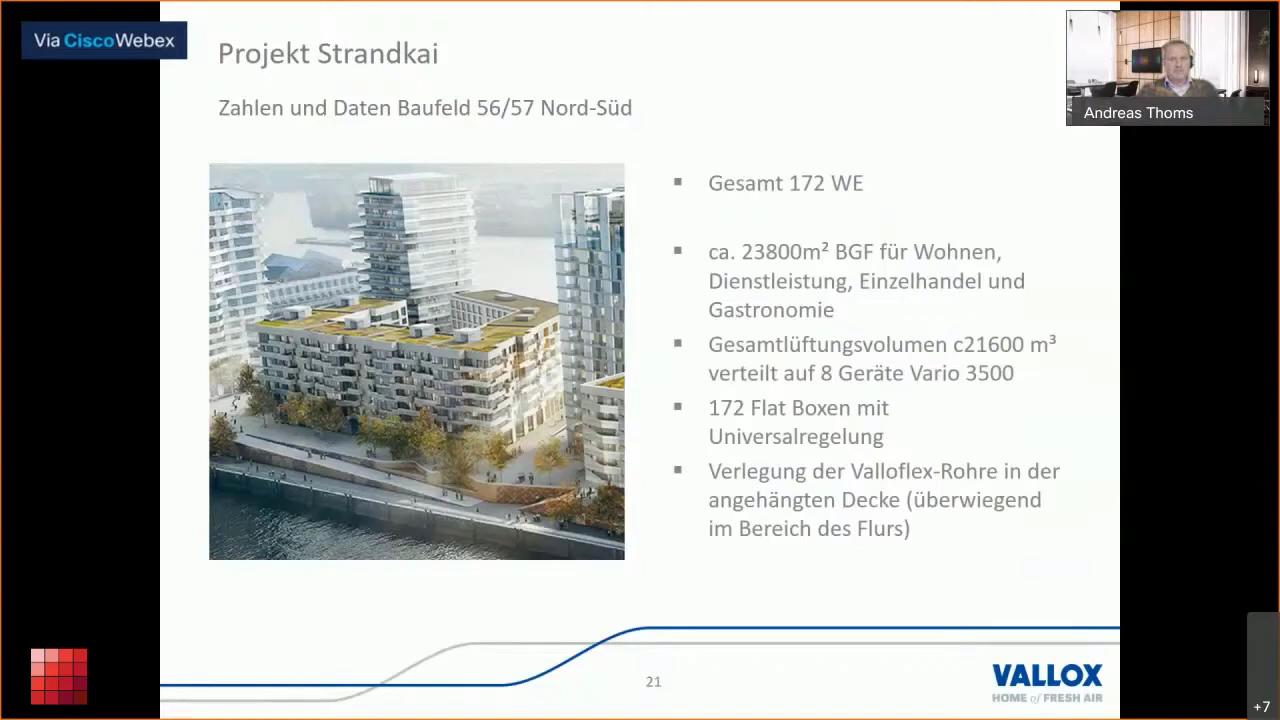 Via CiscoWebex
Projekt Strandkai
Zahlen und Daten Baufeld 56/57 Nord-Süd
Andreas Thoms
Gesamt 172 WE
ca. 23800m² BGF für Wohnen,
Dienstleistung, Einzelhandel und
Gastronomie
Gesamtlüftungsvolumen c21600 m³
verteilt auf 8 Geräte Vario 3500
172 Flat Boxen mit
Universalregelung
Verlegung der Valloflex-Rohre in der
angehängten Decke (überwiegend
im Bereich des Flurs)
21
VALLOX
HOME of FRESH AIR
+7